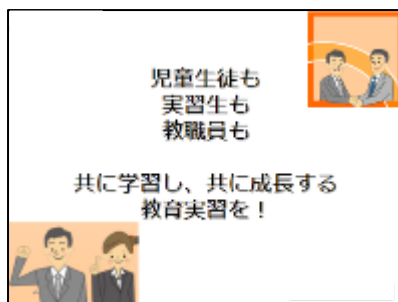 児童生徒も
実習生も
教職員も
共に学習し、共に成長する
教育実習を！